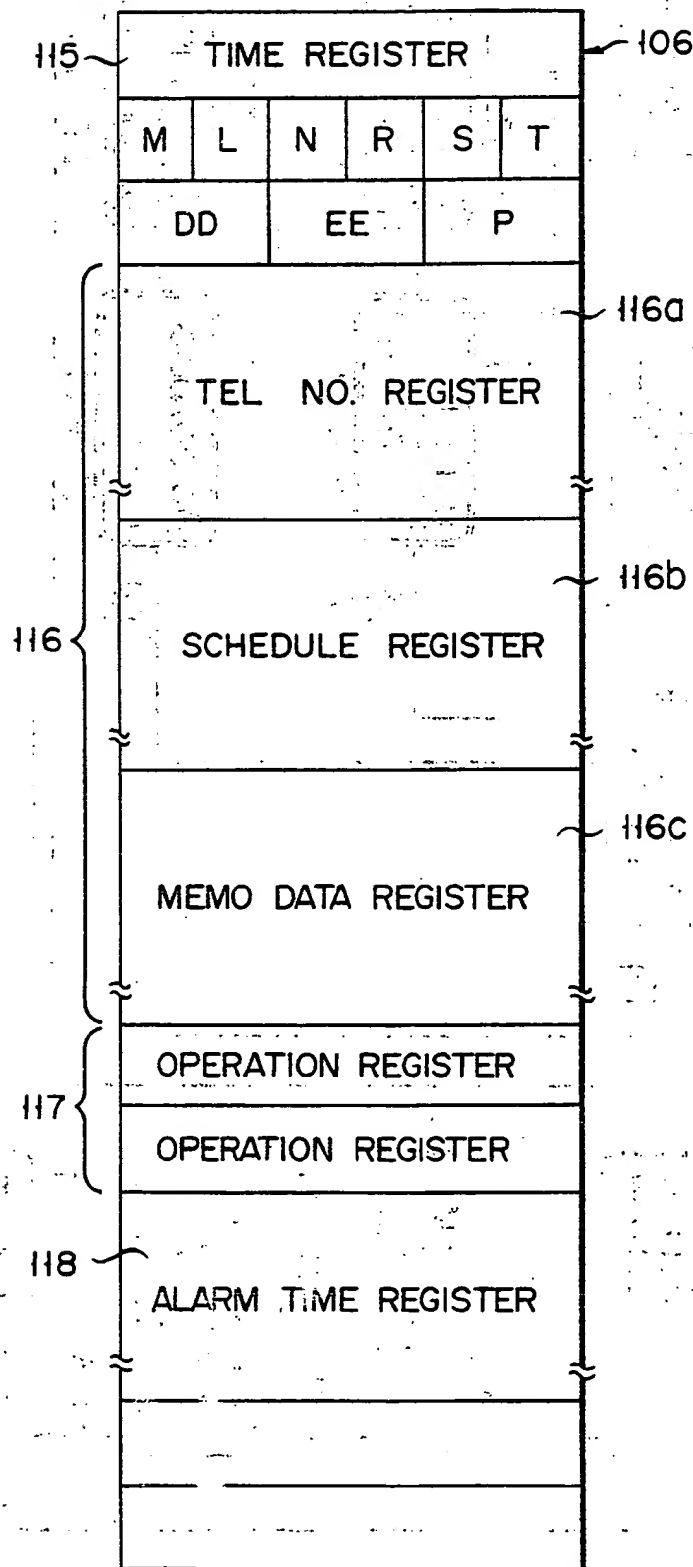 115 TIME REGISTER 106
M L N R S T
DD EE P
116a
TEL NO. REGISTER
116b
116 SCHEDULE REGISTER
116c
MEMO DATA REGISTER
OPERATION REGISTER
117
OPERATION REGISTER
118
ALARM TIME REGISTER